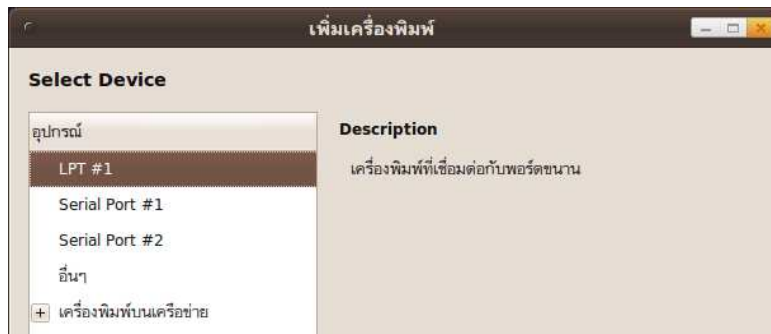 เพิ่มเครื่องพิมพ์
Select Device
อุปกรณ์
LPT #1
Serial Port #1
Serial Port #2
อื่นๆ
เครื่องพิมพ์บนเครือข่าย
Description
เครื่องพิมพ์ที่เชื่อมต่อกับพอร์ตขนาน